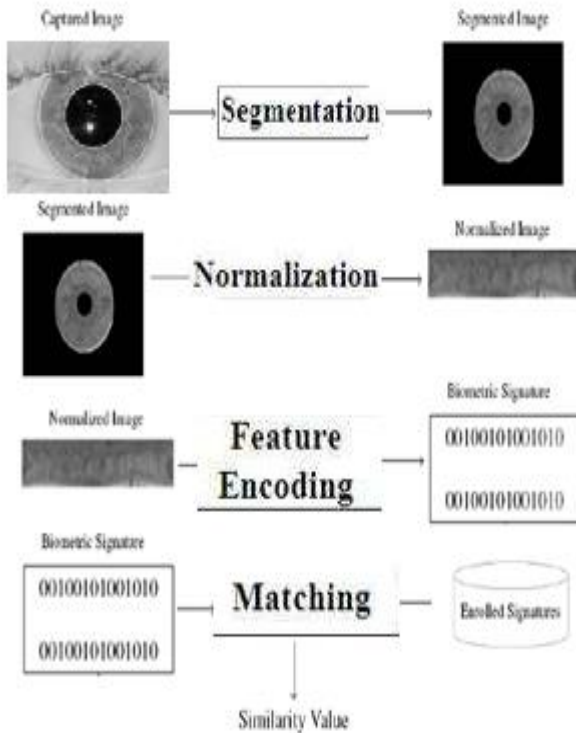 Captured Image
Segmented Image
Segmentation
Segmented Image
Normalized Image
Normalization
Normalized Image
Biometric Signature
Feature
Encoding
00100101001010
00100101001010
Biometric Signature
00100101001010
00100101001010
Matching
Enrolled Signatures
Similarity Value